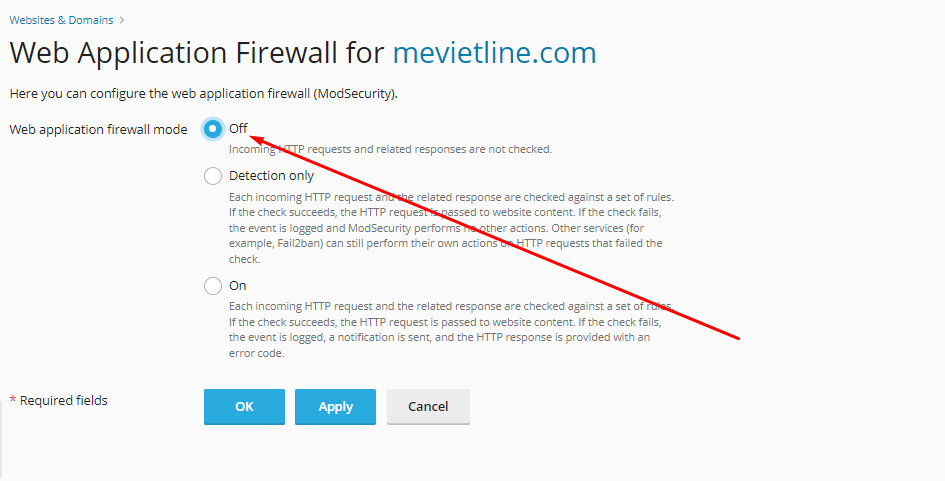 Websites & Domains >
Web Application Firewall for mevietline.com
Here you can configure the web application firewall (ModSecurity).
Web application firewall mode
Off
Incoming HTTP requests and related responses are not checked.
Detection only
Each incoming HTTP request and the related response are checked against a set of rules.
If the check succeeds, the HTTP request is passed to website content. If the check fails,
the event is logged and ModSecurity performs no other actions. Other services (for
example, Fail2ban) can still perform their own actions on HTTP requests that failed the
check.
On
Each incoming HTTP request and the related response are checked against a set of rules.
If the check succeeds, the HTTP request is passed to website content. If the check fails,
the event is logged, a notification is sent, and the HTTP response is provided with an
error code.
* Required fields
OK
Apply
Cancel